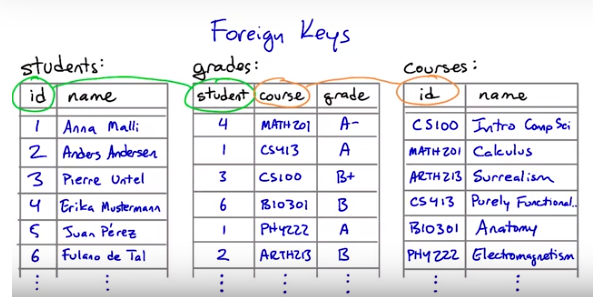 Foreign Keys
students:
id name
1 Anna Malli
2 Anders Andersen
3 Pierre Untel
4 Erika Mustermann
5 Juan Pérez
6 Fulano de Tal
grades:
student course grade
4 MATH201 A-
1 CS413 A
3 CS100 B+
6 BIO301 B
1 PHY222 A
2 ARTH213 B
courses:
id name
CS100 Intro Comp Sci
MATH201 Calculus
ARTH213 Surrealism
CS413 Purely Functional..
BIO301 Anatomy
PHY222 Electromagnetism